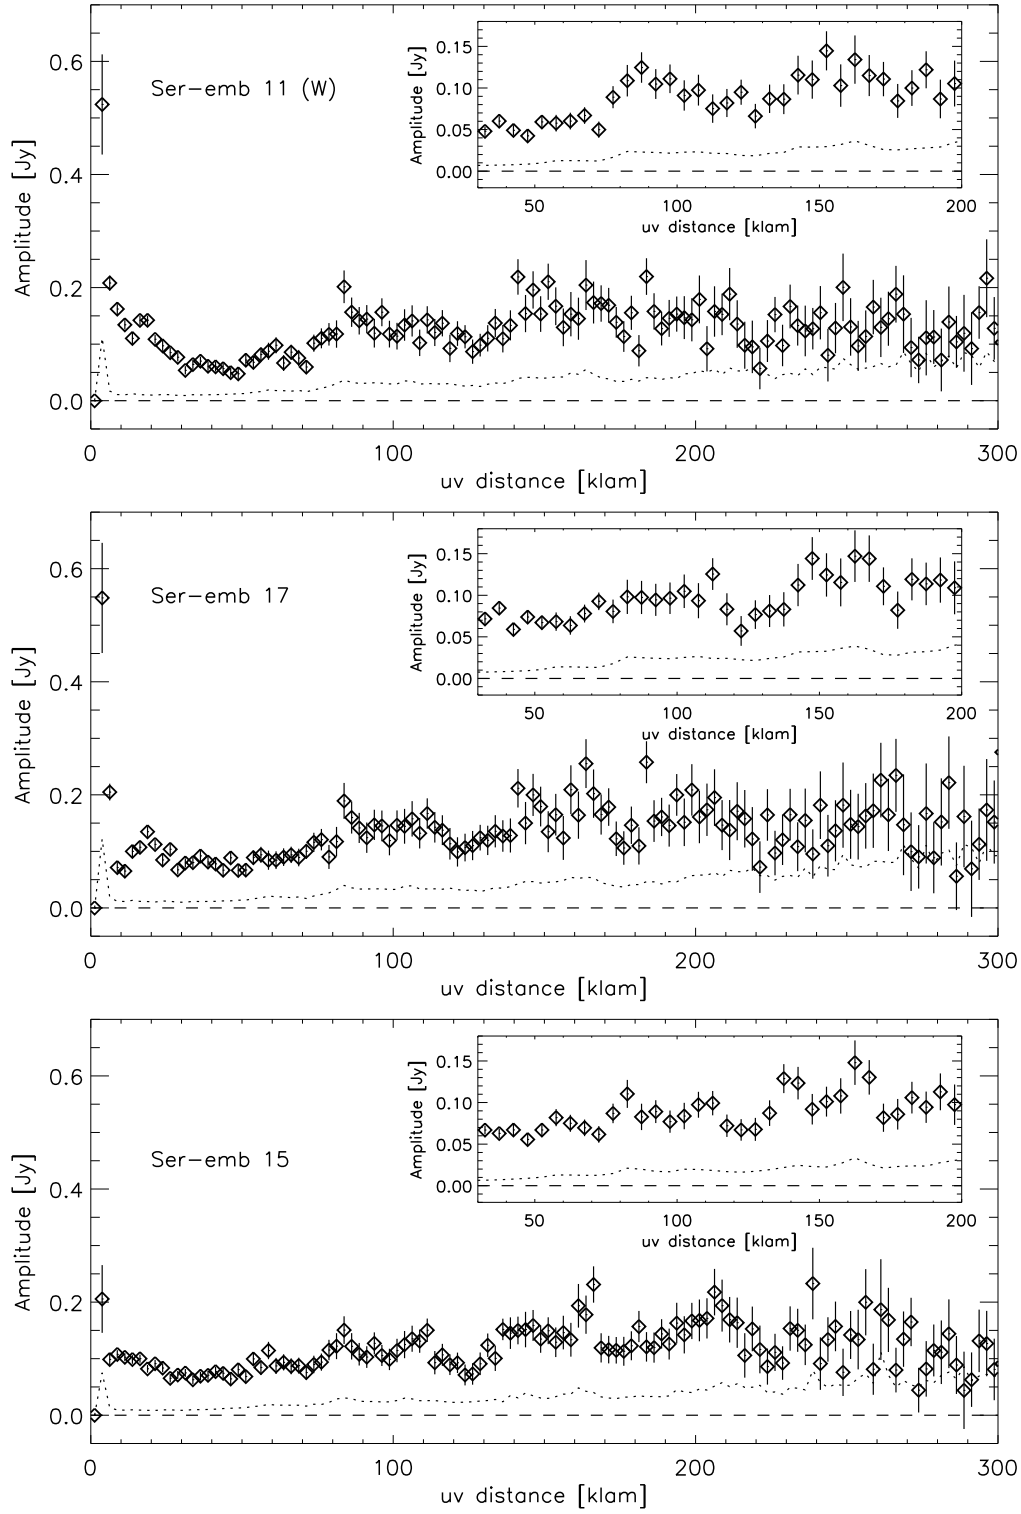 0.6
0.4
0.2
0.0
Amplitude [Jy]
Ser-emb 11 (W)
0.15
0.10
0.05
0.00
Amplitude [Jy]
50 100 150 200
uv distance [klam]
0 100 200 300
uv distance [klam]
0.6
0.4
0.2
0.0
Amplitude [Jy]
Ser-emb 17
0.15
0.10
0.05
0.00
Amplitude [Jy]
50 100 150 200
uv distance [klam]
0 100 200 300
uv distance [klam]
0.6
0.4
0.2
0.0
Amplitude [Jy]
Ser-emb 15
0.15
0.10
0.05
0.00
Amplitude [Jy]
50 100 150 200
uv distance [klam]
0 100 200 300
uv distance [klam]